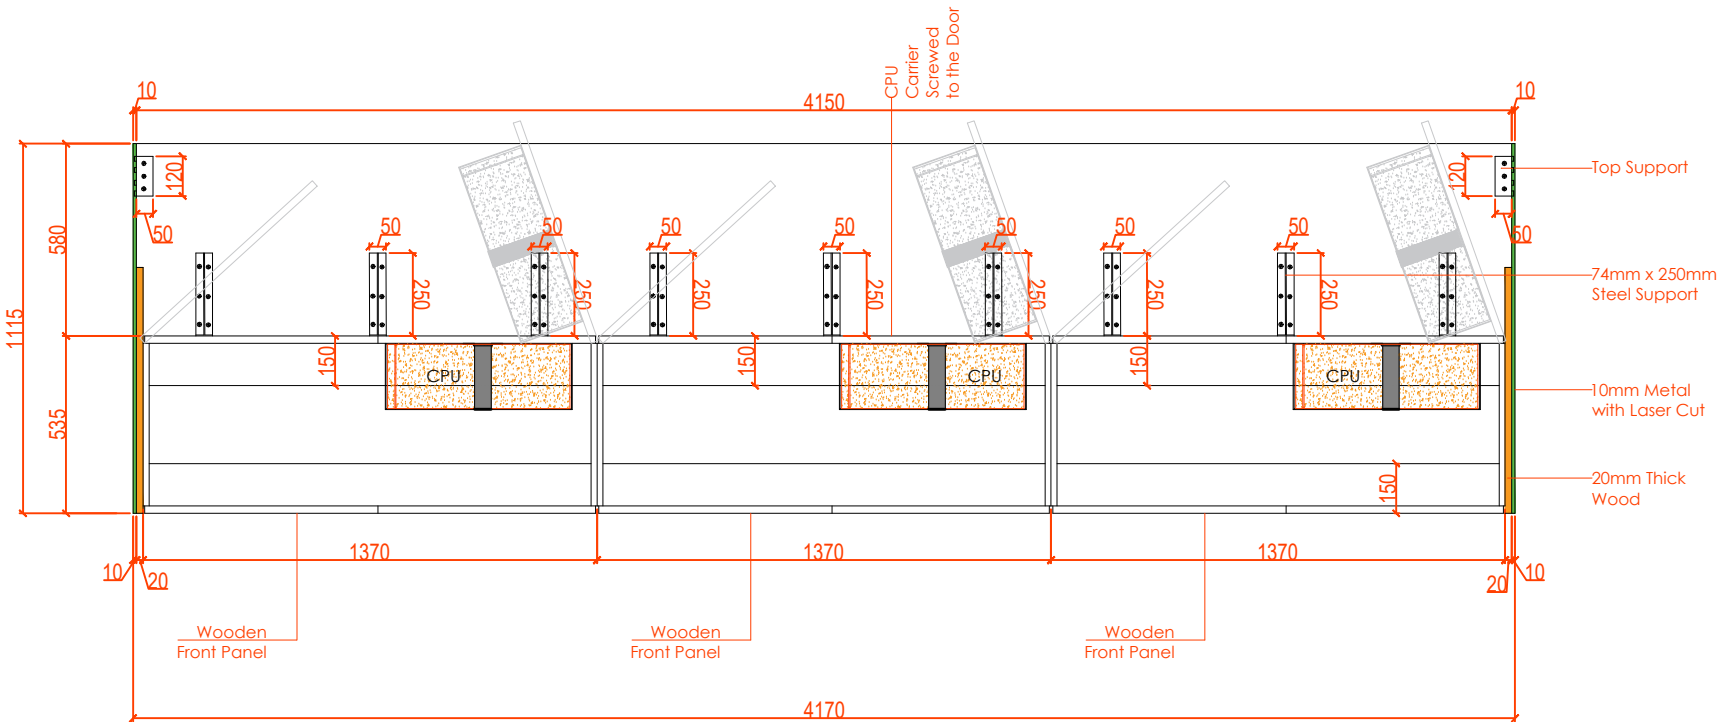 CPU
Carrier
Screwed
to the Door
10
4150
10
1115
580
535
120
50
120
50
Top Support
50
50
50
50
50
50
50
250
250
250
250
250
250
250
250
74mm x 250mm
Steel Support
150
150
150
CPU
CPU
CPU
10mm Metal
with Laser Cut
150
20mm Thick
Wood
1370
1370
1370
10
20
20
10
Wooden
Front Panel
Wooden
Front Panel
Wooden
Front Panel
4170